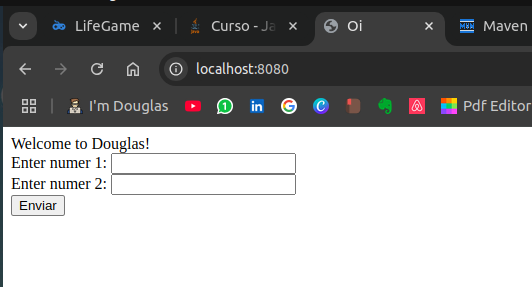 LifeGame
Curso - Ja
Oi
Maven
localhost:8080
I'm Douglas
Pdf Editor
Welcome to Douglas!
Enter numer 1:
Enter numer 2:
Enviar